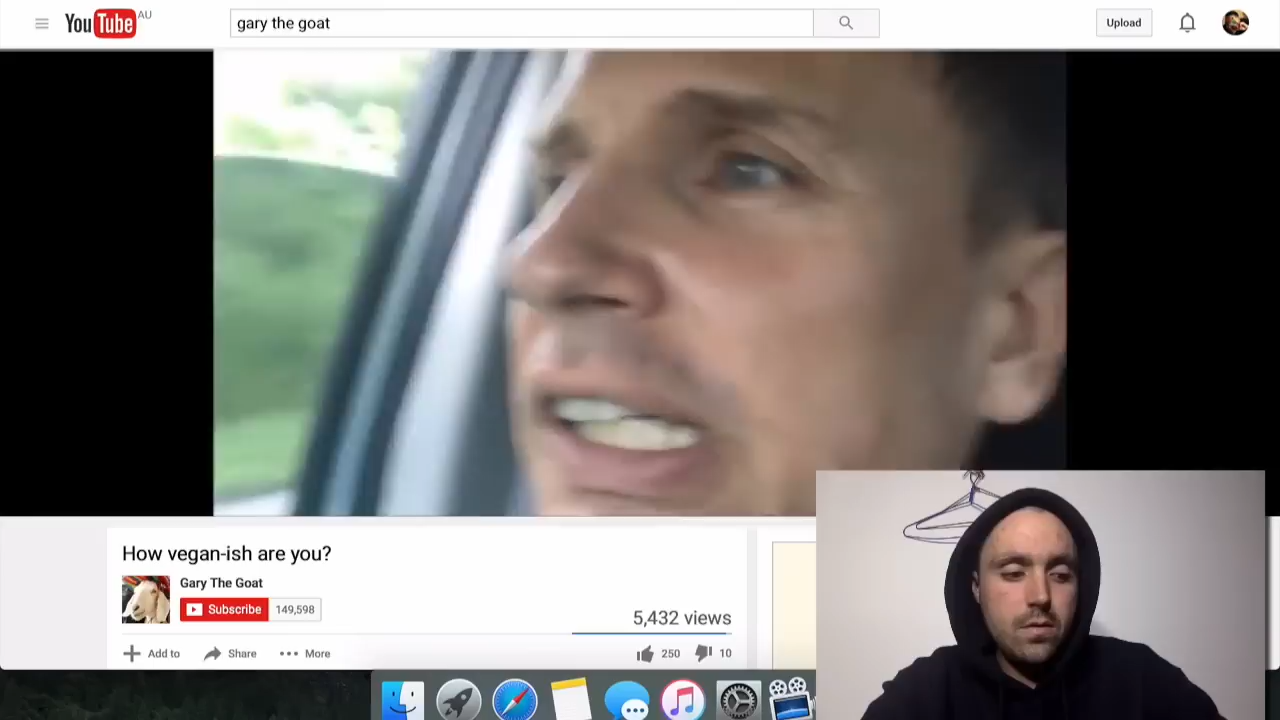 YouTube AU
gary the goat
Upload
How vegan-ish are you?
Gary The Goat
Subscribe 149,598
5,432 views
Add to Share More
250 10